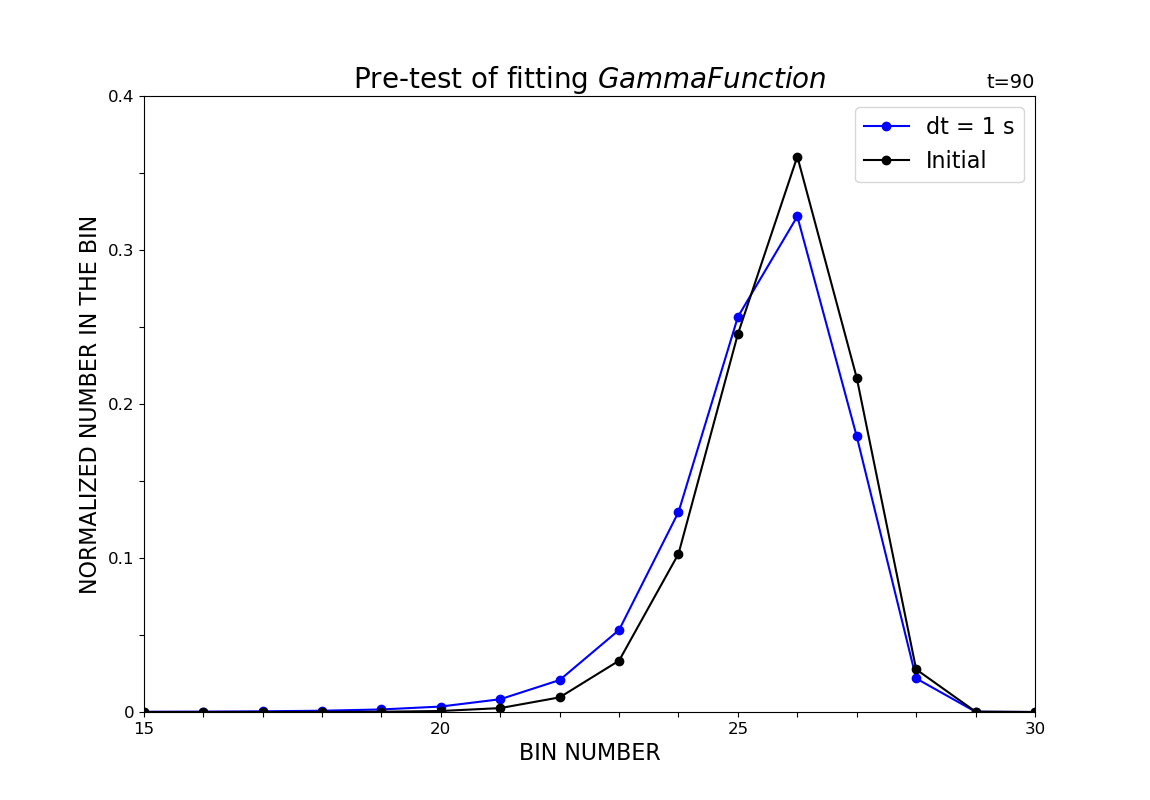 Pre-test of fitting GammaFunction
t=90
dt = 1 s
Initial
NORMALIZED NUMBER IN THE BIN
0.4
0.3
0.2
0.1
0
15
20
25
30
BIN NUMBER